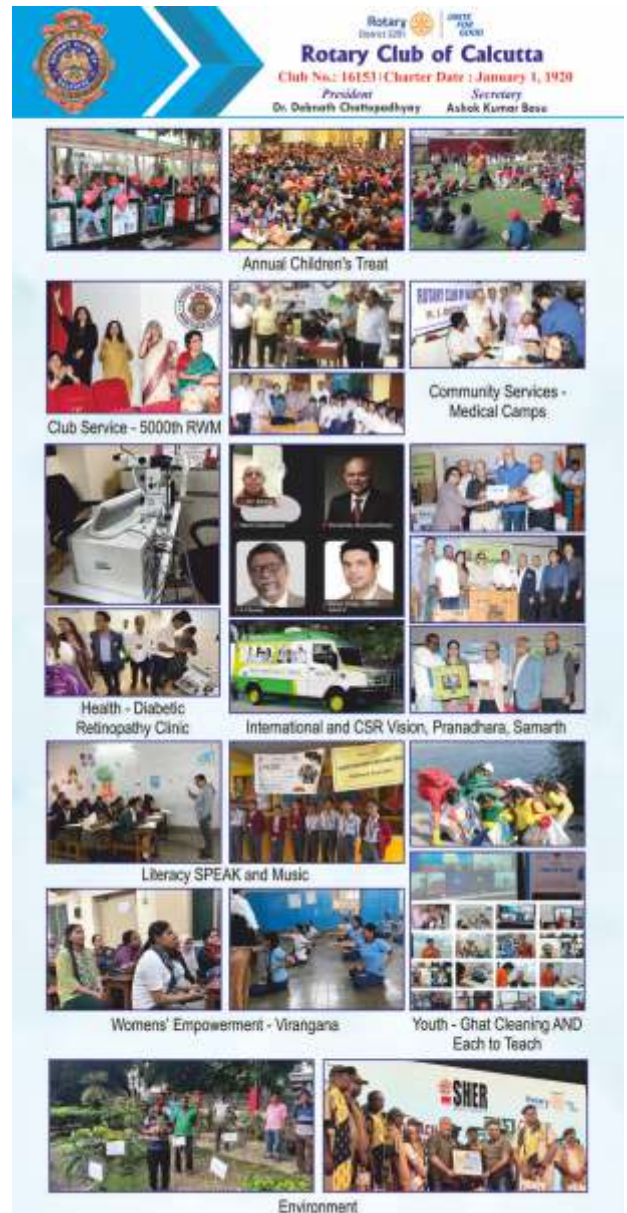 Rotary
District 3291
UNITE
FOR
GOOD
Rotary Club of Calcutta
Club No.: 16153 | Charter Date : January 1, 1920
President
Secretary
Dr. Debnath Chattopadhyay
Ashok Kumar Basu
Annual Children's Treat
Club Service - 5000th RWM
Community Services -
Medical Camps
Health - Diabetic
Retinopathy Clinic
International and CSR Vision, Pranadhara, Samarth
Literacy SPEAK and Music
Womens' Empowerment - Virangana
Youth - Ghat Cleaning AND
Each to Teach
SHER
Rotary
Environment